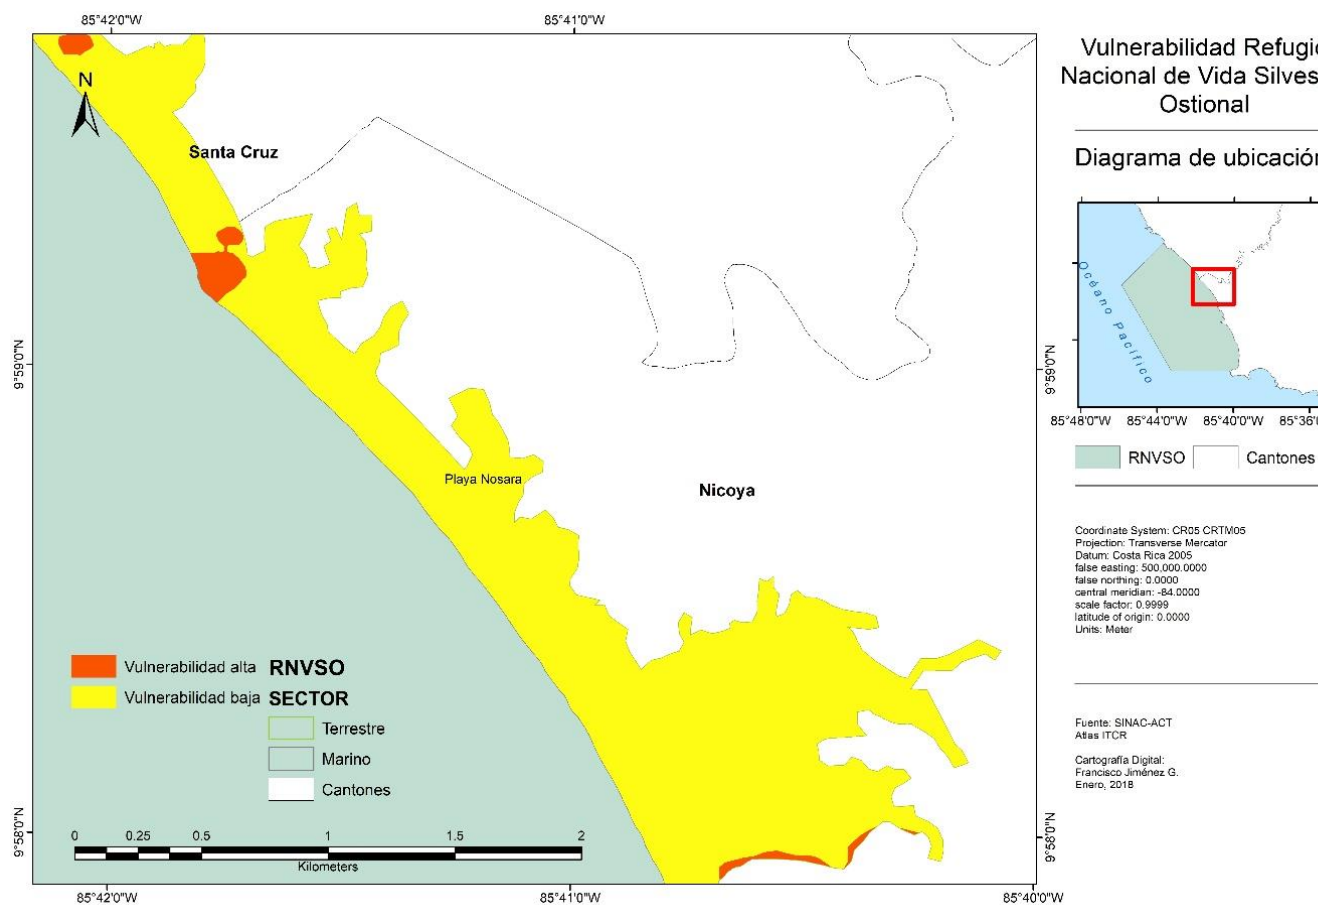 85°42'0"W
85°41'0"W
N
Santa Cruz
9°59'0"N
9°59'0"N
Playa Nosara
Nicoya
Vulnerabilidad alta RNVSO
Vulnerabilidad baja SECTOR
Terrestre
Marino
Cantones
0 0.25 0.5 1 1.5 2
Kilometers
9°58'0"N
9°58'0"N
85°42'0"W
85°41'0"W
85°40'0"W
Vulnerabilidad Refugio
Nacional de Vida Silves
Ostional
Diagrama de ubicación
Océano Pacífico
85°48'0"W 85°44'0"W 85°40'0"W 85°36'0
RNVSO Cantones
Coordinate System: CR05 CRTM05
Projection: Transverse Mercator
Datum: Costa Rica 2005
false easting: 500,000.0000
false northing: 0.0000
central meridian: -84.0000
scale factor: 0.9999
latitude of origin: 0.0000
Units: Meter
Fuente: SINAC-ACT
Atlas ITCR
Cartografía Digital:
Francisco Jiménez G.
Enero, 2018